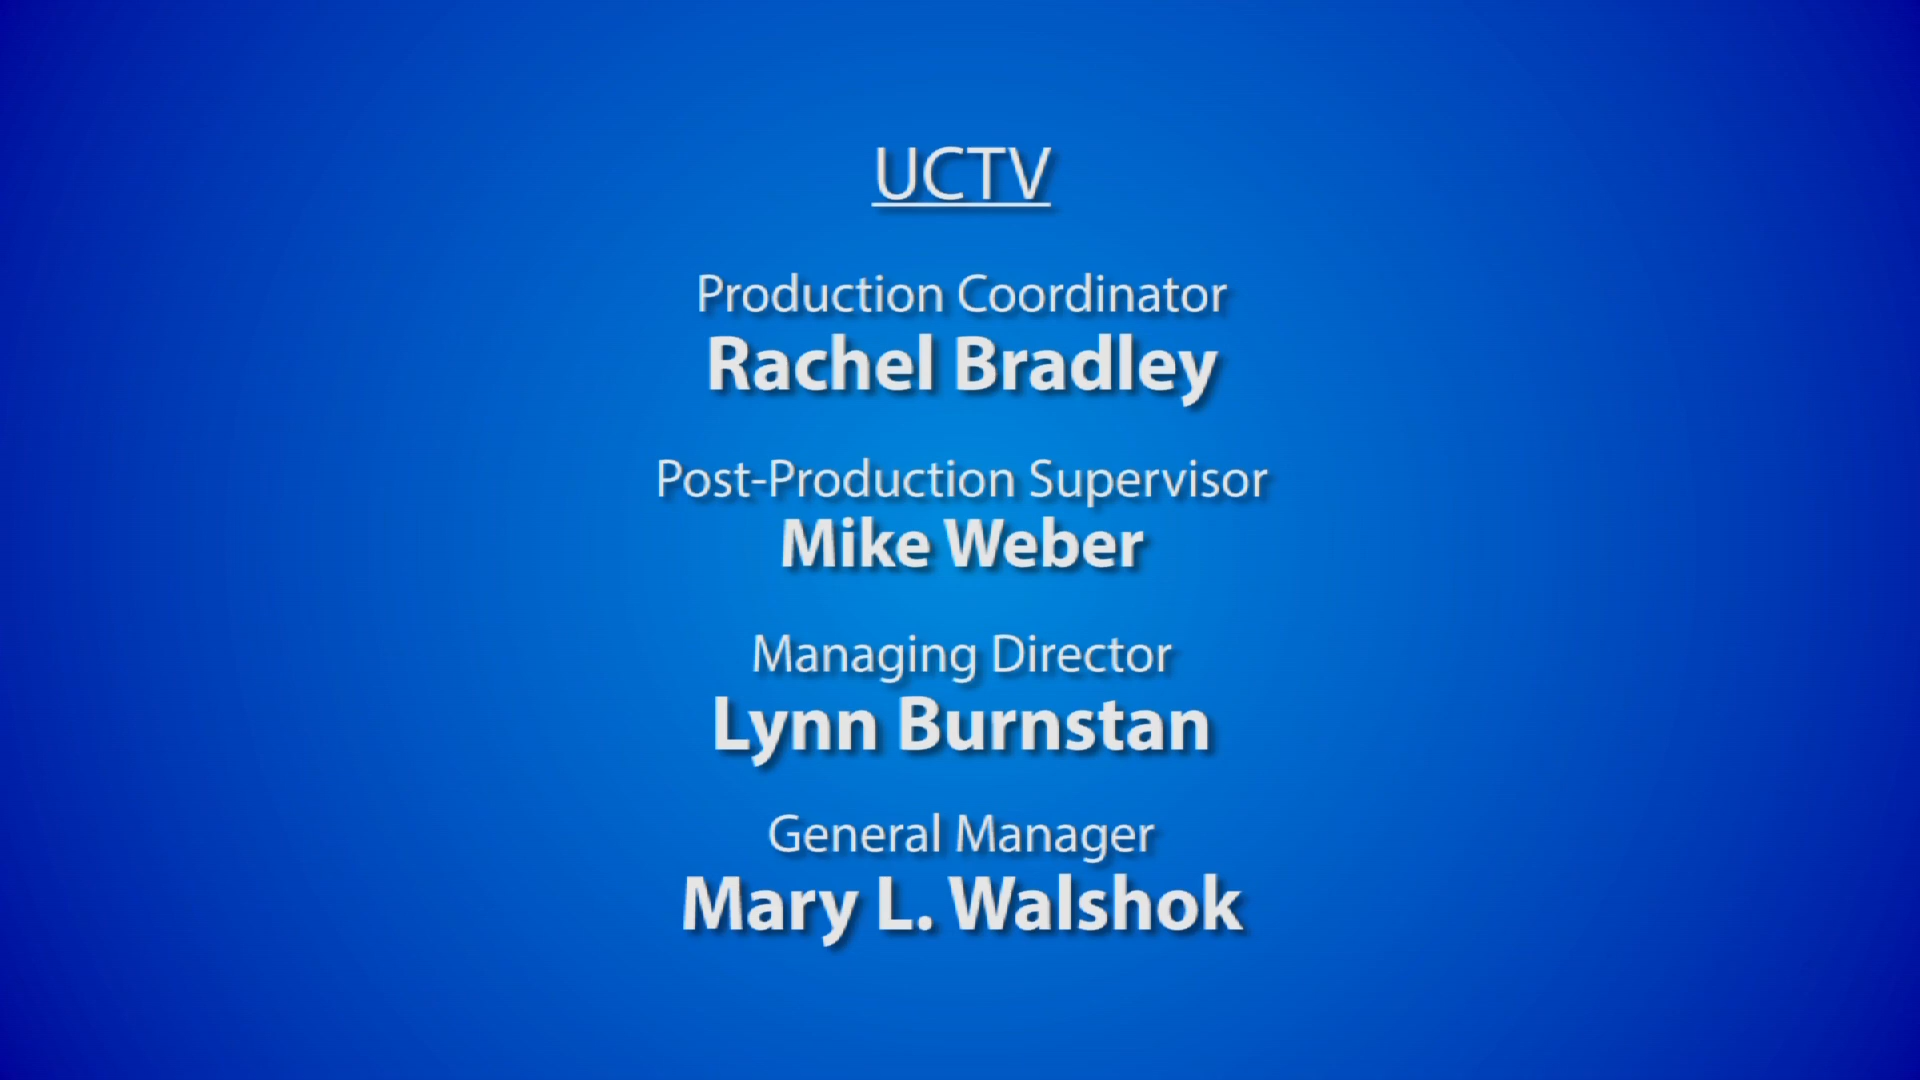 UCTV
Production Coordinator
Rachel Bradley
Post-Production Supervisor
Mike Weber
Managing Director
Lynn Burnstan
General Manager
Mary L. Walshok